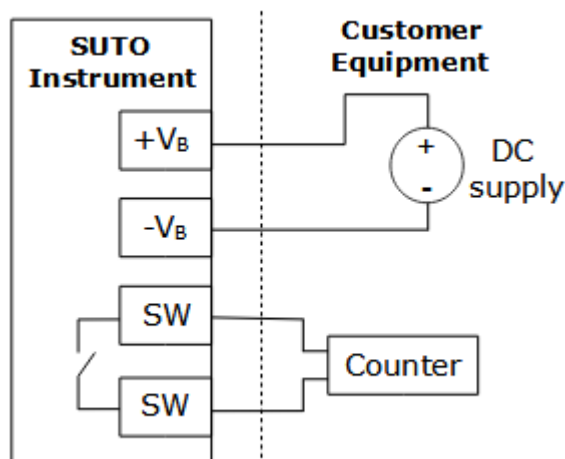 SUTO
Instrument
Customer
Equipment
+VB
-VB
SW
SW
+
-
DC
supply
Counter